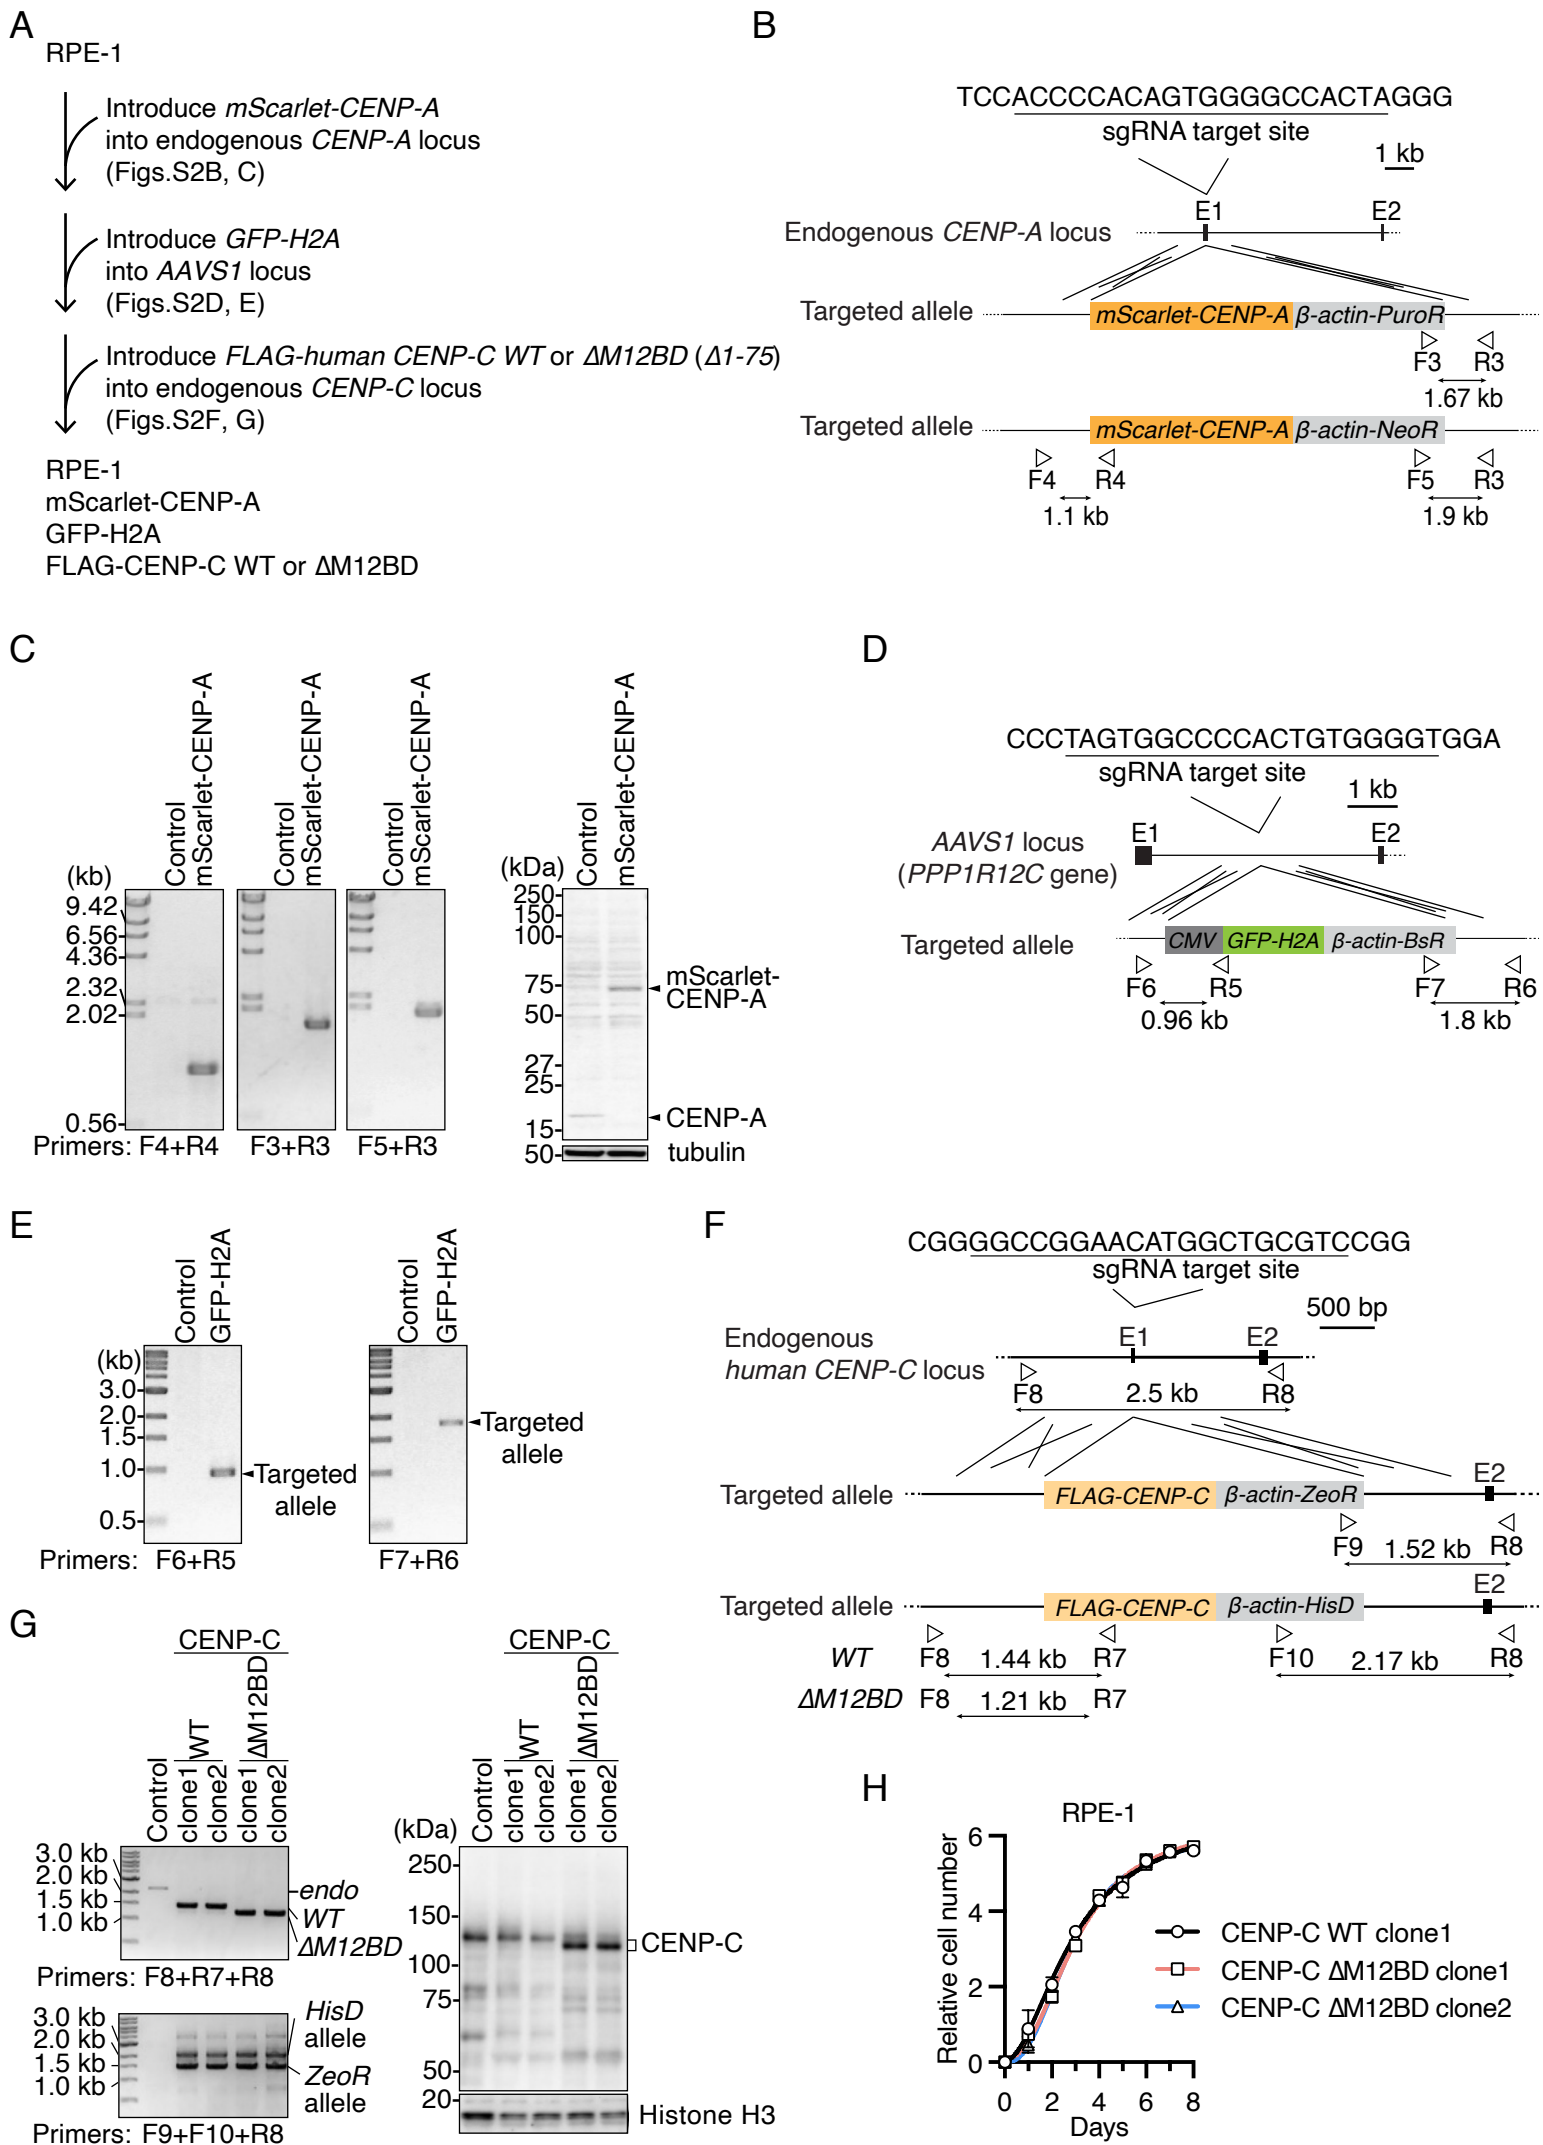 A
RPE-1
Introduce mScarlet-CENP-A
into endogenous CENP-A locus
(Figs.S2B, C)
Introduce GFP-H2A
into AAVS1 locus
(Figs.S2D, E)
Introduce FLAG-human CENP-C WT or ΔM12BD (Δ1-75)
into endogenous CENP-C locus
(Figs.S2F, G)
RPE-1
mScarlet-CENP-A
GFP-H2A
FLAG-CENP-C WT or ΔM12BD
B
TCCACCCCACAGTGGGGCCACTAGGG
sgRNA target site
1 kb
E1 E2
Endogenous CENP-A locus
Targeted allele mScarlet-CENP-A β-actin-PuroR
F3 R3
1.67 kb
Targeted allele mScarlet-CENP-A β-actin-NeoR
F4 R4 F5 R3
1.1 kb 1.9 kb
C
Control
mScarlet-CENP-A
Control
mScarlet-CENP-A
Control
mScarlet-CENP-A
(kb)
9.42
6.56
4.36
2.32
2.02
0.56
Primers: F4+R4 F3+R3 F5+R3
Control
mScarlet-CENP-A
(kDa)
250
150
100
75
50
27
25
15
50
mScarlet-
CENP-A
CENP-A
tubulin
D
CCCTAGTGGCCCCACTGTGGGGTGGA
sgRNA target site
1 kb
E1 E2
AAVS1 locus
(PPP1R12C gene)
Targeted allele CMV GFP-H2A β-actin-BsR
F6 R5 F7 R6
0.96 kb 1.8 kb
E
Control
GFP-H2A
Control
GFP-H2A
(kb)
3.0
2.0
1.5
1.0
0.5
Targeted
allele
Targeted
allele
Primers: F6+R5 F7+R6
F
CGGGGCCGGAACATGGCTGCGTCCGG
sgRNA target site
500 bp
Endogenous
human CENP-C locus
E1 E2
F8 2.5 kb R8
E2
Targeted allele FLAG-CENP-C β-actin-ZeoR
F9 1.52 kb R8
E2
Targeted allele FLAG-CENP-C β-actin-HisD
WT F8 1.44 kb R7 F10 2.17 kb R8
ΔM12BD F8 1.21 kb R7
G
CENP-C
WT
ΔM12BD
Control
clone1
clone2
clone1
clone2
3.0 kb
2.0 kb
1.5 kb
1.0 kb
endo
WT
ΔM12BD
Primers: F8+R7+R8
3.0 kb
2.0 kb
1.5 kb
1.0 kb
HisD
allele
ZeoR
allele
Primers: F9+F10+R8
CENP-C
WT
ΔM12BD
Control
clone1
clone2
clone1
clone2
(kDa)
250
150
100
75
50
20
CENP-C
Histone H3
H
RPE-1
Relative cell number
6
4
2
0
0 2 4 6 8
Days
CENP-C WT clone1
CENP-C ΔM12BD clone1
CENP-C ΔM12BD clone2